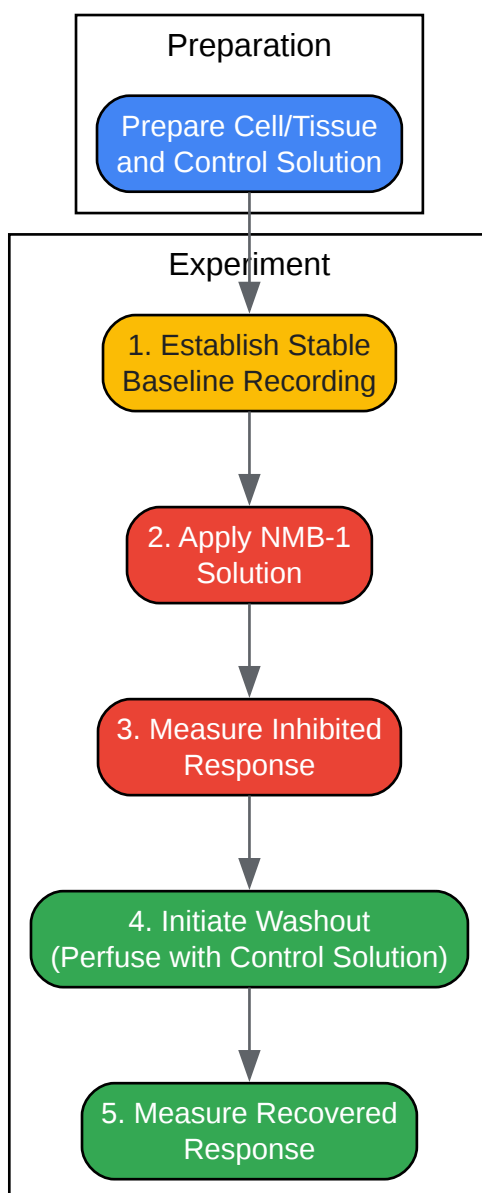 Preparation
Prepare Cell/Tissue
and Control Solution
Experiment
1. Establish Stable
Baseline Recording
2. Apply NMB-1
Solution
3. Measure Inhibited
Response
4. Initiate Washout
(Perfuse with Control Solution)
5. Measure Recovered
Response